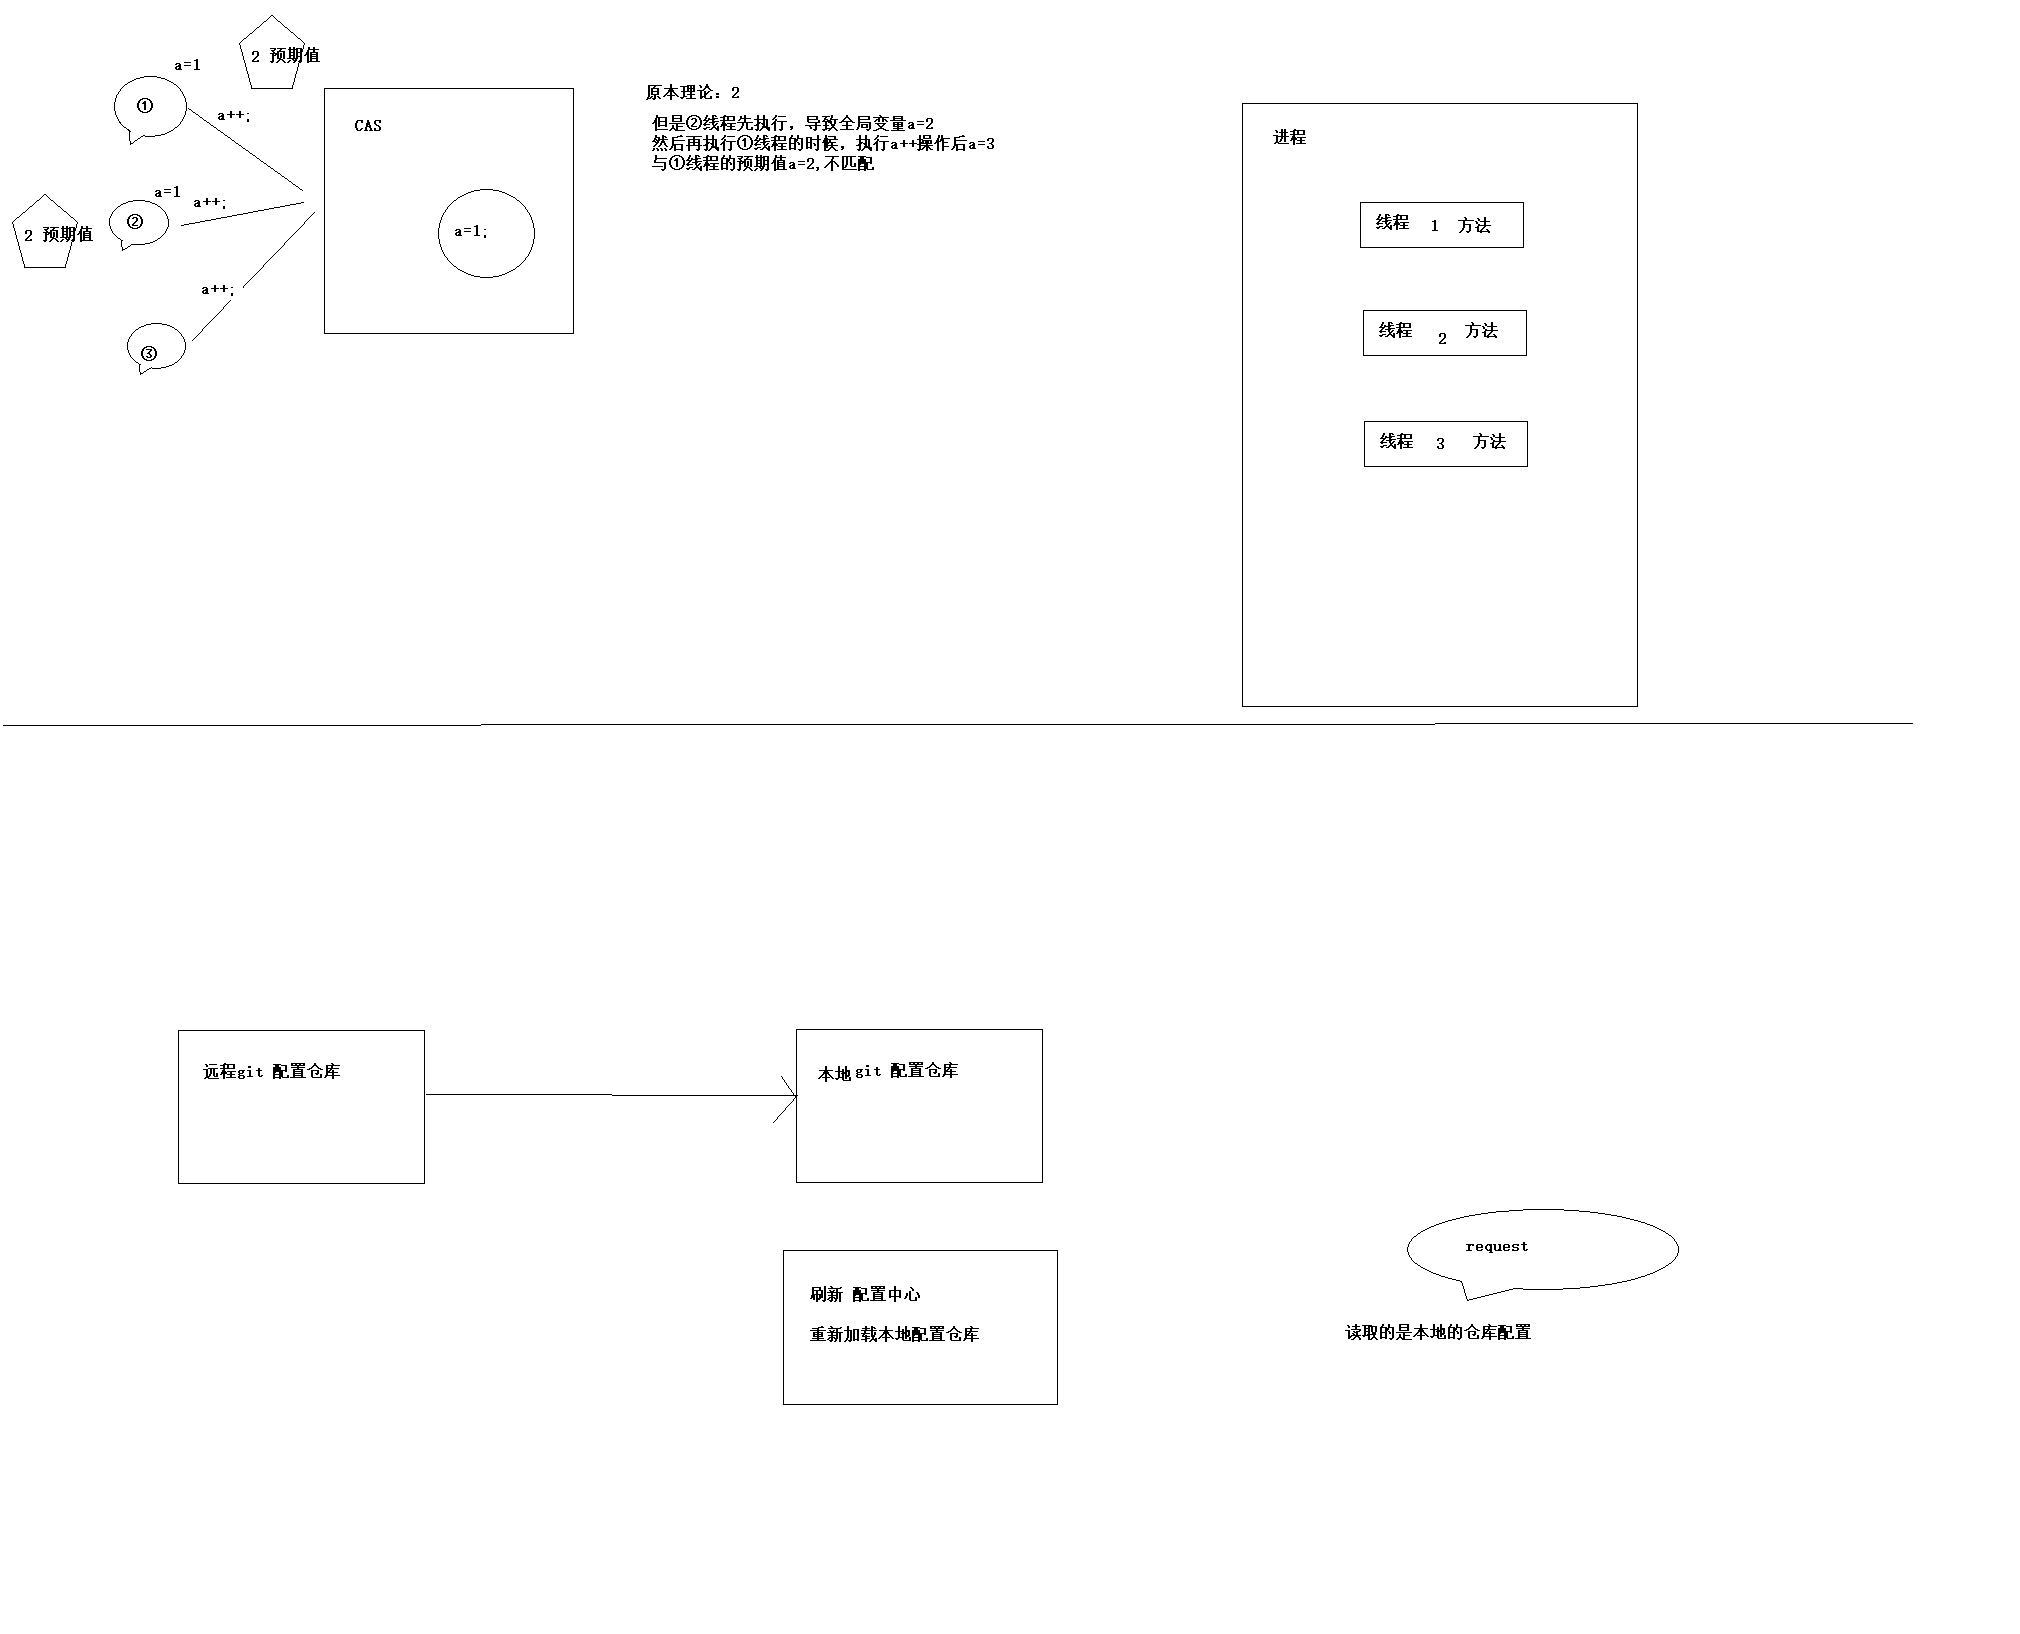 2 预期值
a=1
①
a++;
CAS
a=1
②
a++;
2 预期值
a=1;
a++;
③
原本理论：2
但是②线程先执行，导致全局变量a=2
然后再执行①线程的时候，执行a++操作后a=3
与①线程的预期值a=2,不匹配
进程
线程 1 方法
线程 2 方法
线程 3 方法
远程git 配置仓库
本地git 配置仓库
刷新 配置中心
重新加载本地配置仓库
request
读取的是本地的仓库配置